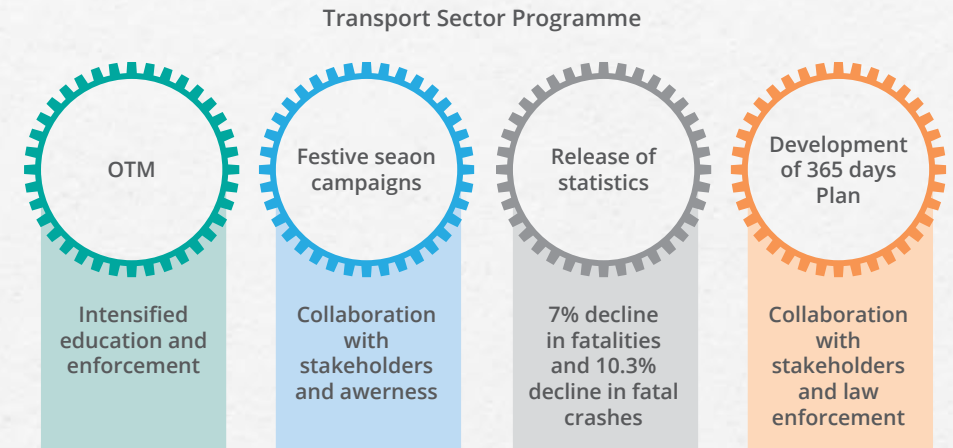 Transport Sector Programme
OTM
Intensified
education and
enforcement
Festive seaon
campaigns
Collaboration
with
stakeholders
and awerness
Release of
statistics
7% decline
in fatalities
and 10.3%
decline in fatal
crashes
Development
of 365 days
Plan
Collaboration
with
stakeholders
and law
enforcement